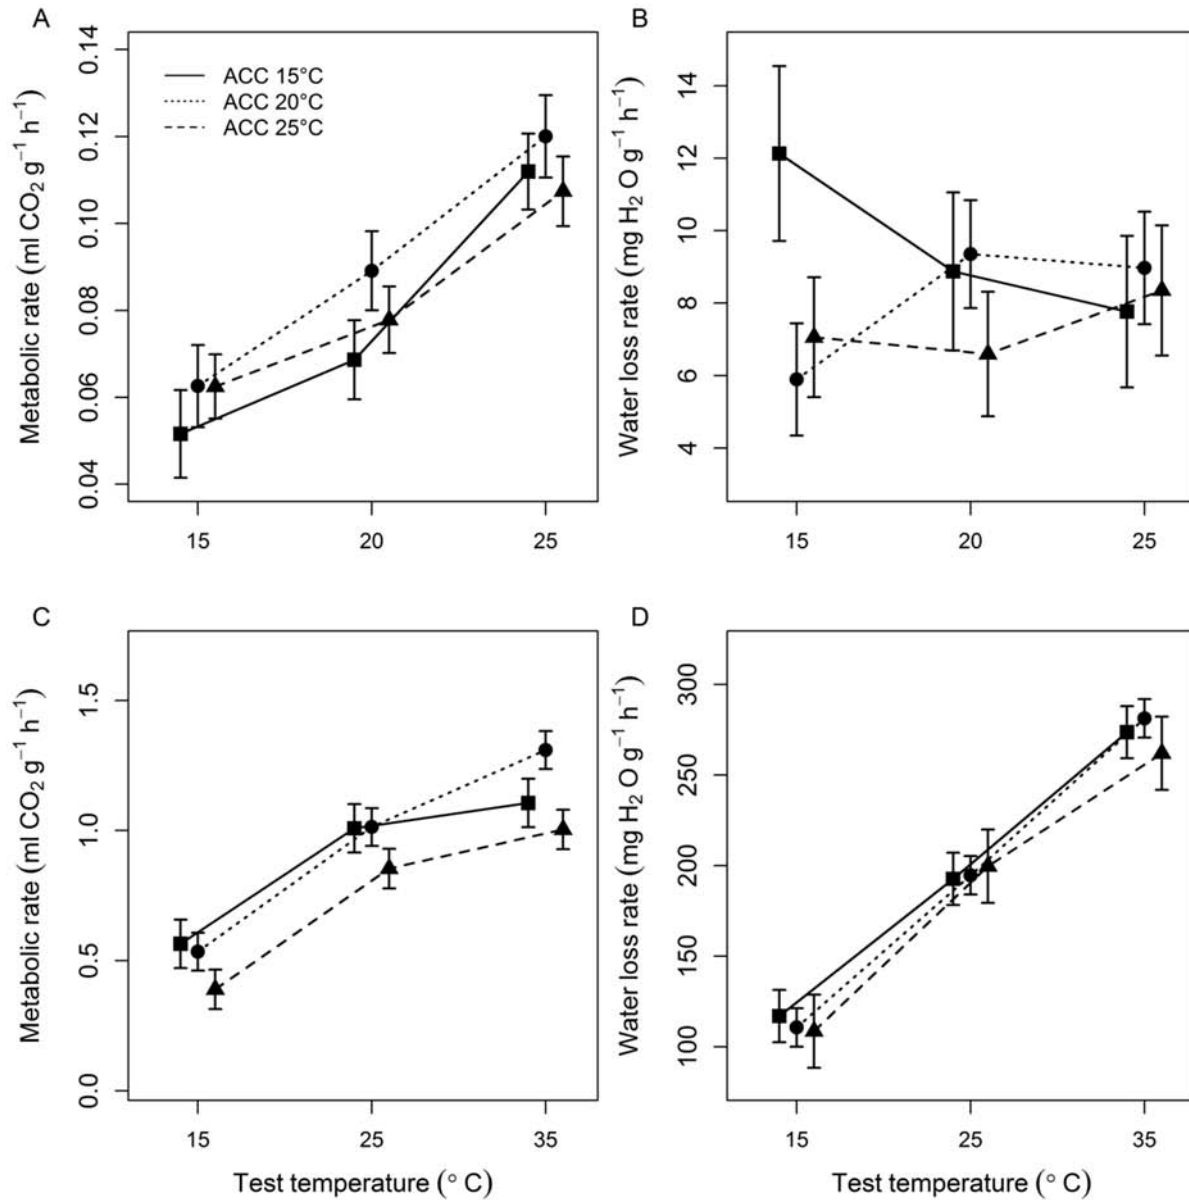 A
Metabolic rate (ml CO₂ g⁻¹ h⁻¹)
0.14
0.12
0.10
0.08
0.06
0.04
ACC 15°C
ACC 20°C
ACC 25°C
15
20
25
B
Water loss rate (mg H₂ O g⁻¹ h⁻¹)
14
12
10
8
6
4
15
20
25
C
Metabolic rate (ml CO₂ g⁻¹ h⁻¹)
1.5
1.0
0.5
0.0
15
25
35
Test temperature (° C)
D
Water loss rate (mg H₂ O g⁻¹ h⁻¹)
300
250
200
150
100
15
25
35
Test temperature (° C)